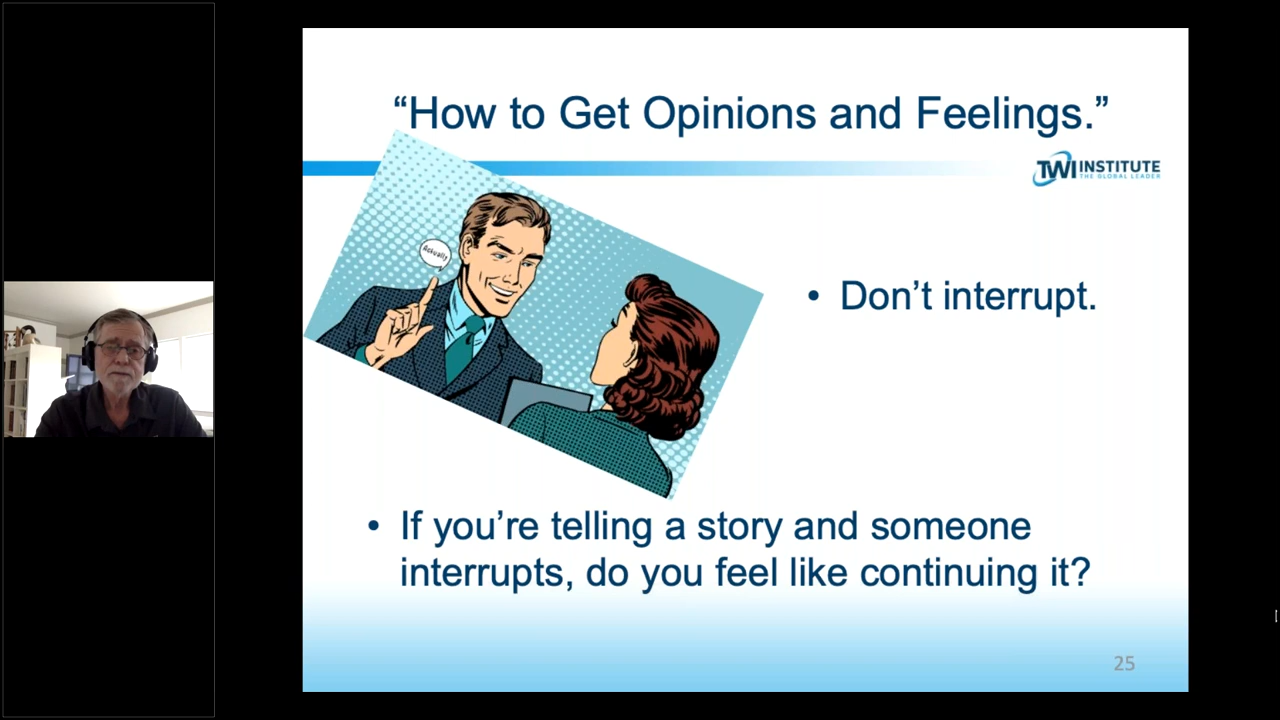 “How to Get Opinions and Feelings.”
TWI INSTITUTE
THE GLOBAL LEADER
Actually
• Don’t interrupt.
• If you’re telling a story and someone
interrupts, do you feel like continuing it?
25